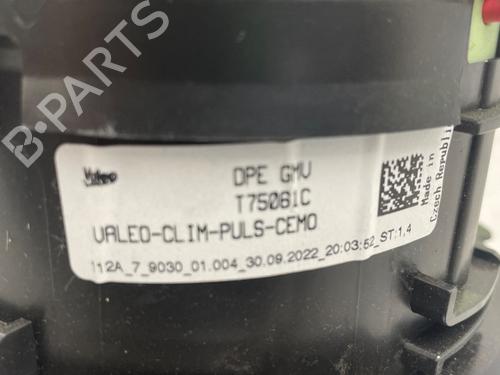 Valeo
DPE GMV
T75061C
VALEO-CLIM-PULS-CEMO
112A_7_9030_01.004_30.09.2022_20:03:52_ST:1.4
Made in
Czech Republic
B-PARTS